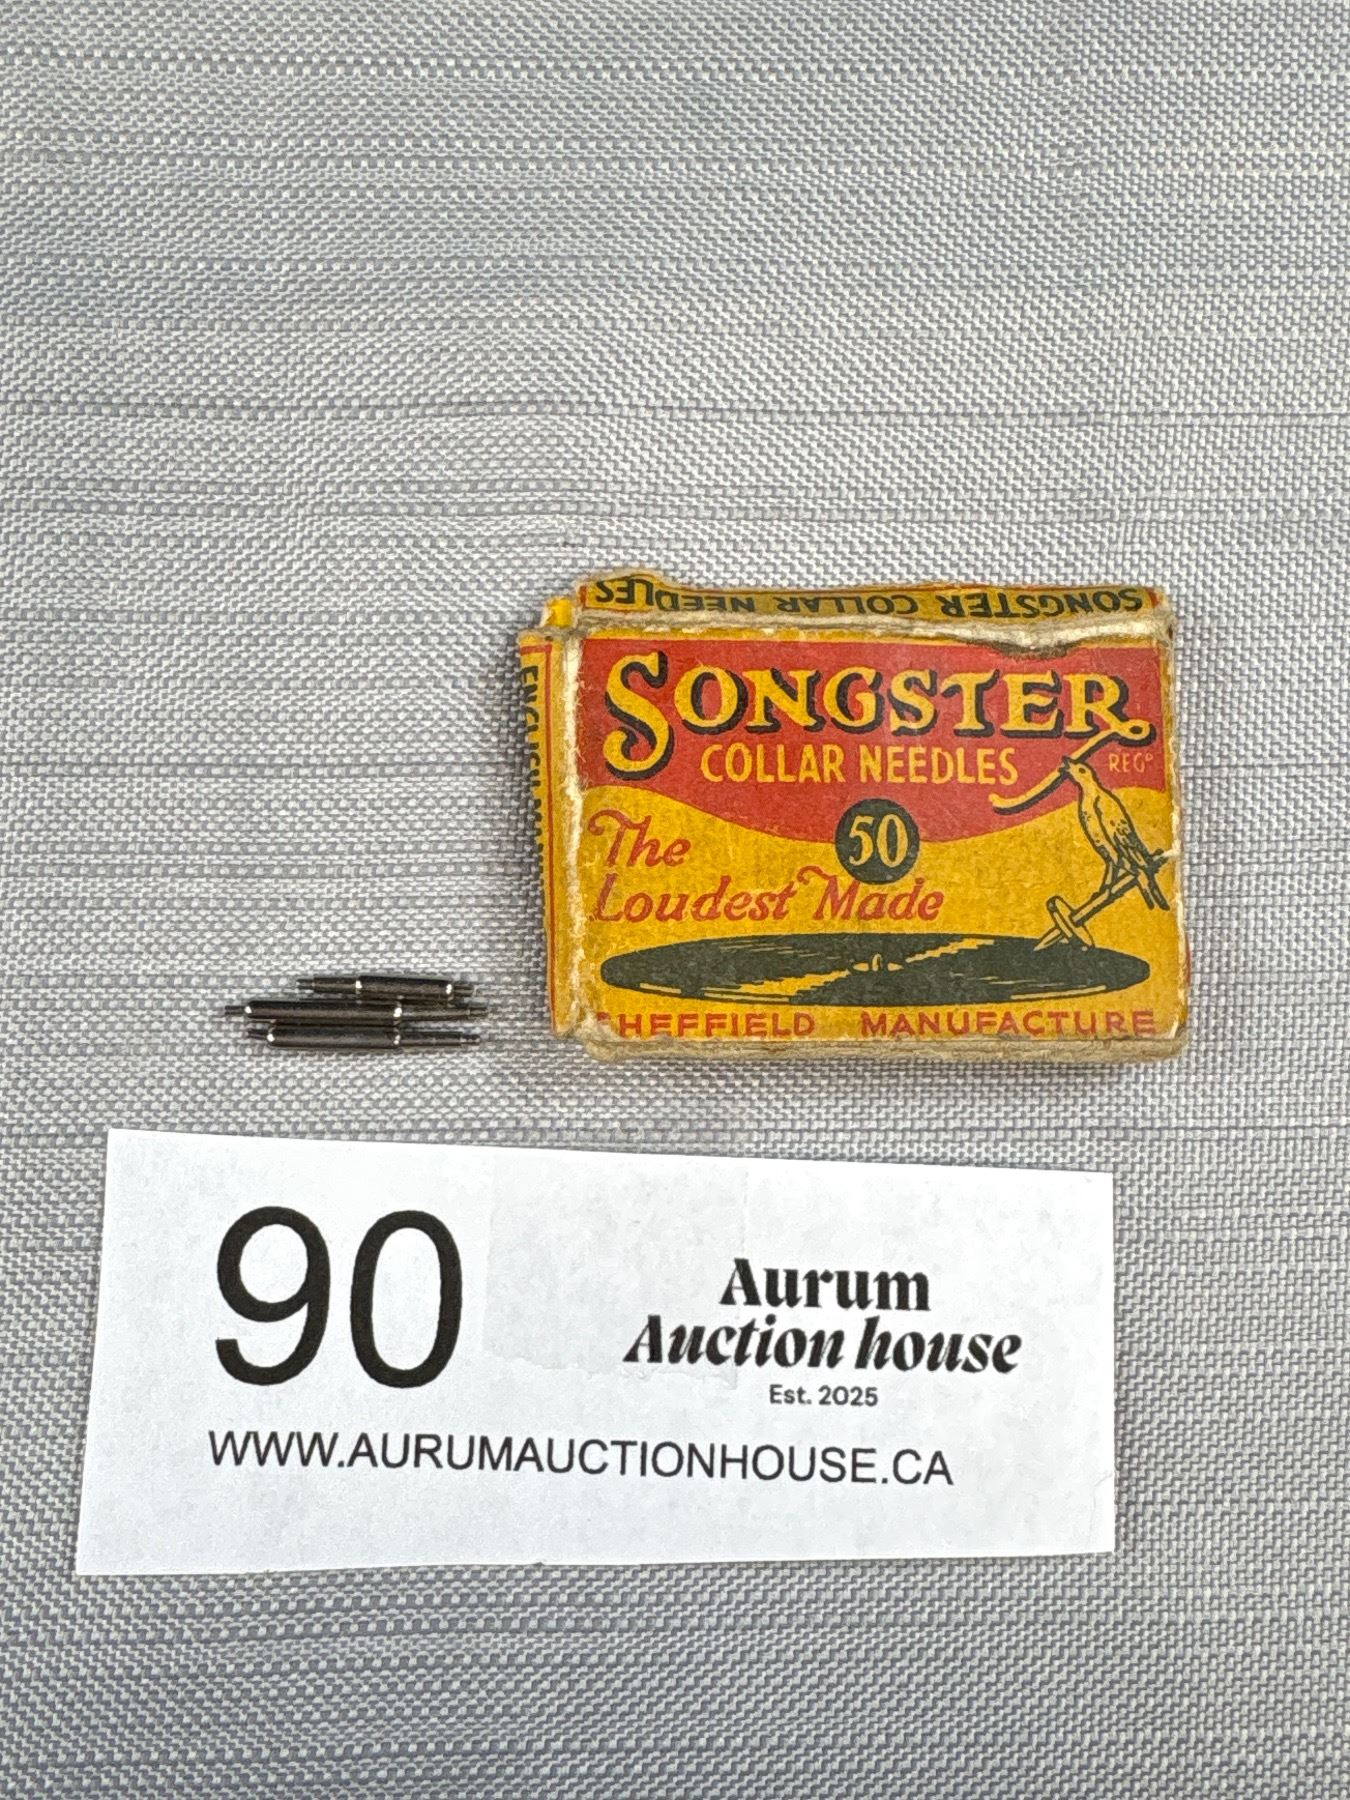 SONGSTER COLLAR NEEDLES
ENGLISH
SONGSTER
COLLAR NEEDLES
REGD
50
The
Loudest Made
SHEFFIELD MANUFACTURE
90
Aurum
Auction house
Est. 2025
WWW.AURUMAUCTIONHOUSE.CA